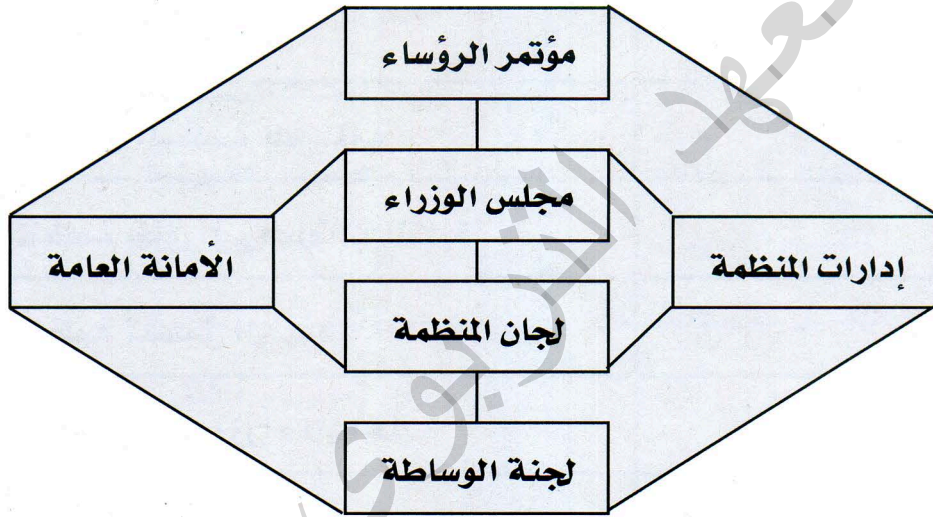 مؤتمر الرؤساء
مجلس الوزراء
إدارات المنظمة
الأمانة العامة
لجان المنظمة
لجنة الوساطة